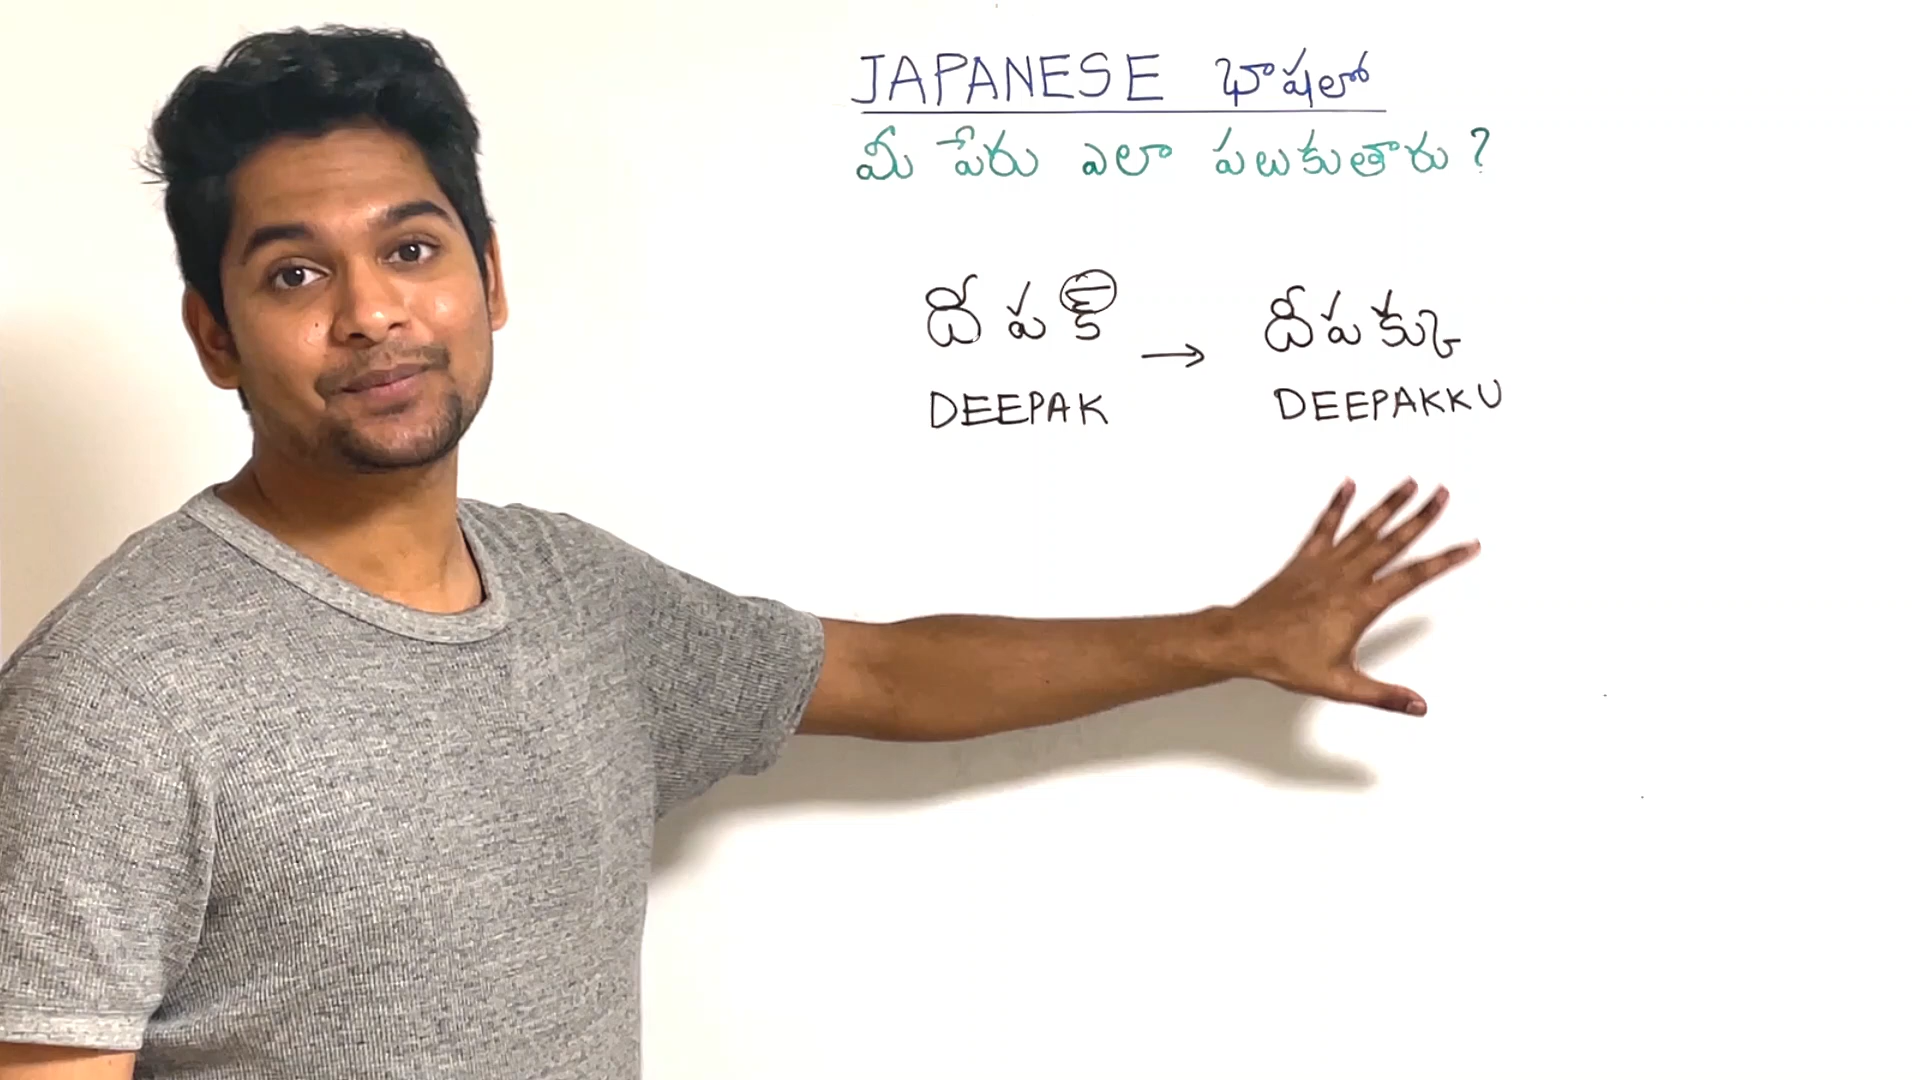 JAPANESE భాషలో
మీ పేరు ఎలా పలుకుతారు?
దీపక్ → దీపక్కు
DEEPAK DEEPAKKU